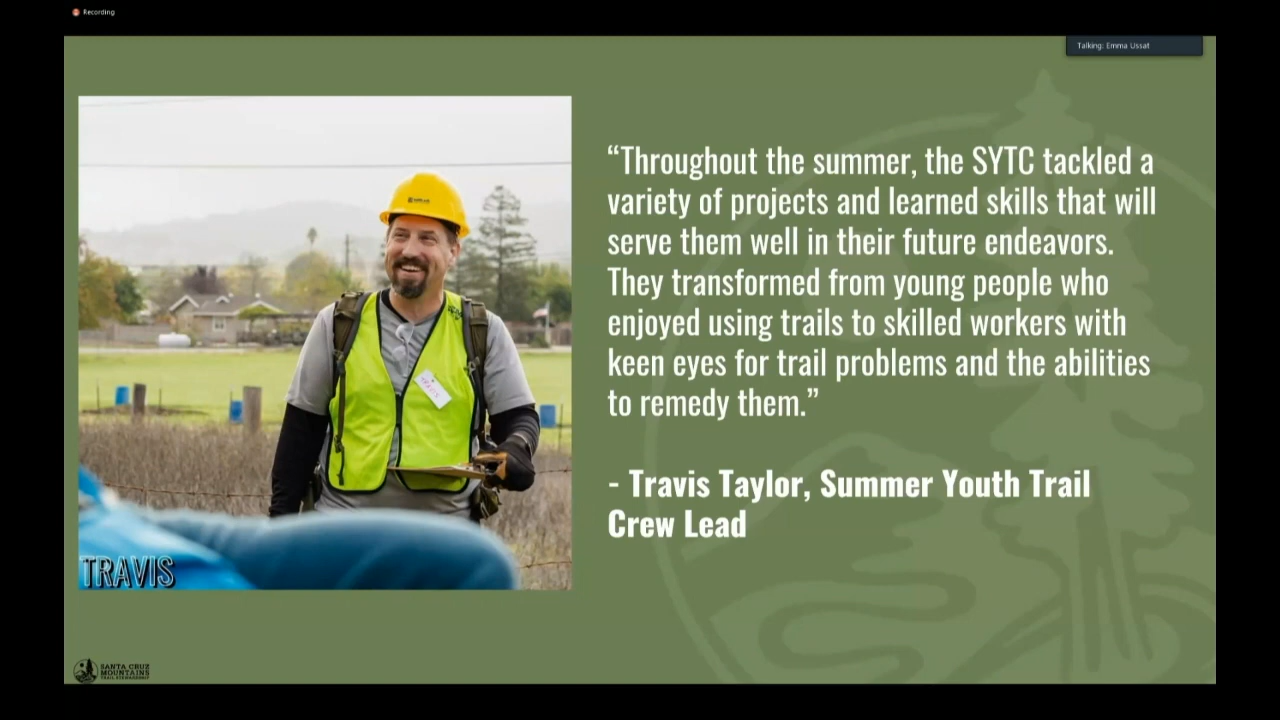 Recording
Talking: Emma Ussat
“Throughout the summer, the SYTC tackled a
variety of projects and learned skills that will
serve them well in their future endeavors.
They transformed from young people who
enjoyed using trails to skilled workers with
keen eyes for trail problems and the abilities
to remedy them.”
- Travis Taylor, Summer Youth Trail
Crew Lead
TRAVIS
SANTA CRUZ
MOUNTAINS
TRAIL STEWARDSHIP